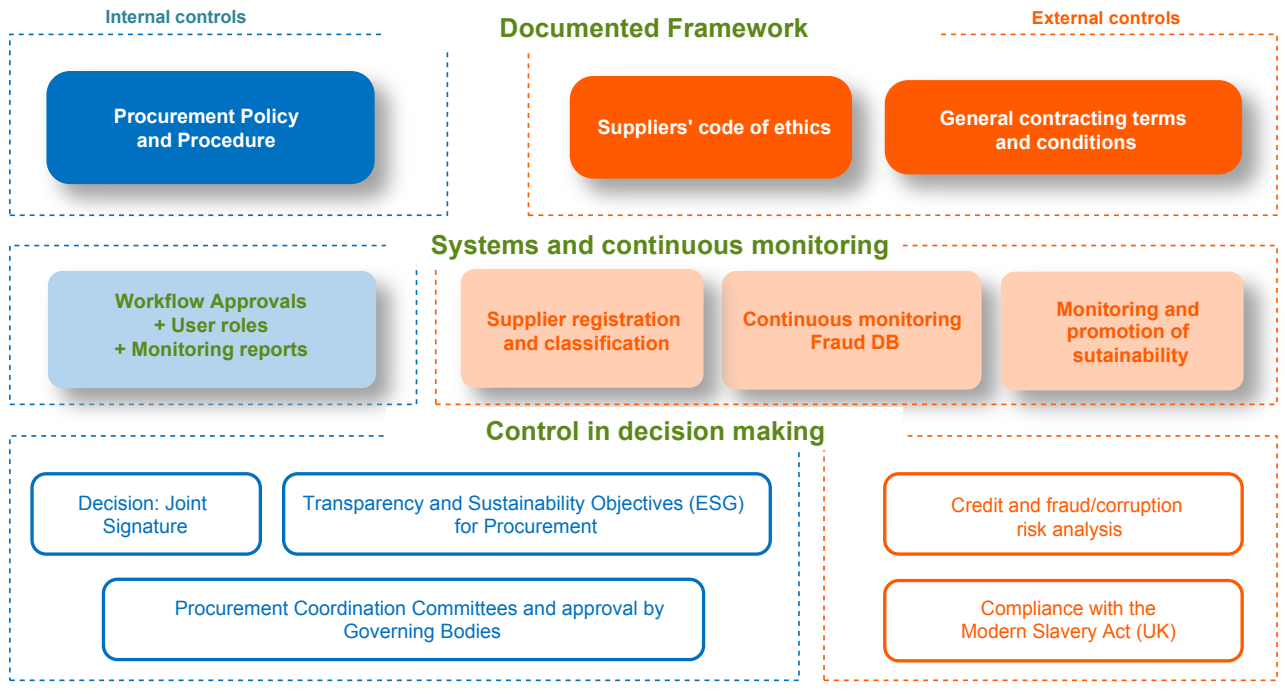 Internal controls
Documented Framework
External controls
Procurement Policy
and Procedure
Suppliers' code of ethics
General contracting terms
and conditions
Systems and continuous monitoring
Workflow Approvals
+ User roles
+ Monitoring reports
Supplier registration
and classification
Continuous monitoring
Fraud DB
Monitoring and
promotion of
sutainability
Control in decision making
Decision: Joint
Signature
Transparency and Sustainability Objectives (ESG)
for Procurement
Credit and fraud/corruption
risk analysis
Procurement Coordination Committees and approval by
Governing Bodies
Compliance with the
Modern Slavery Act (UK)